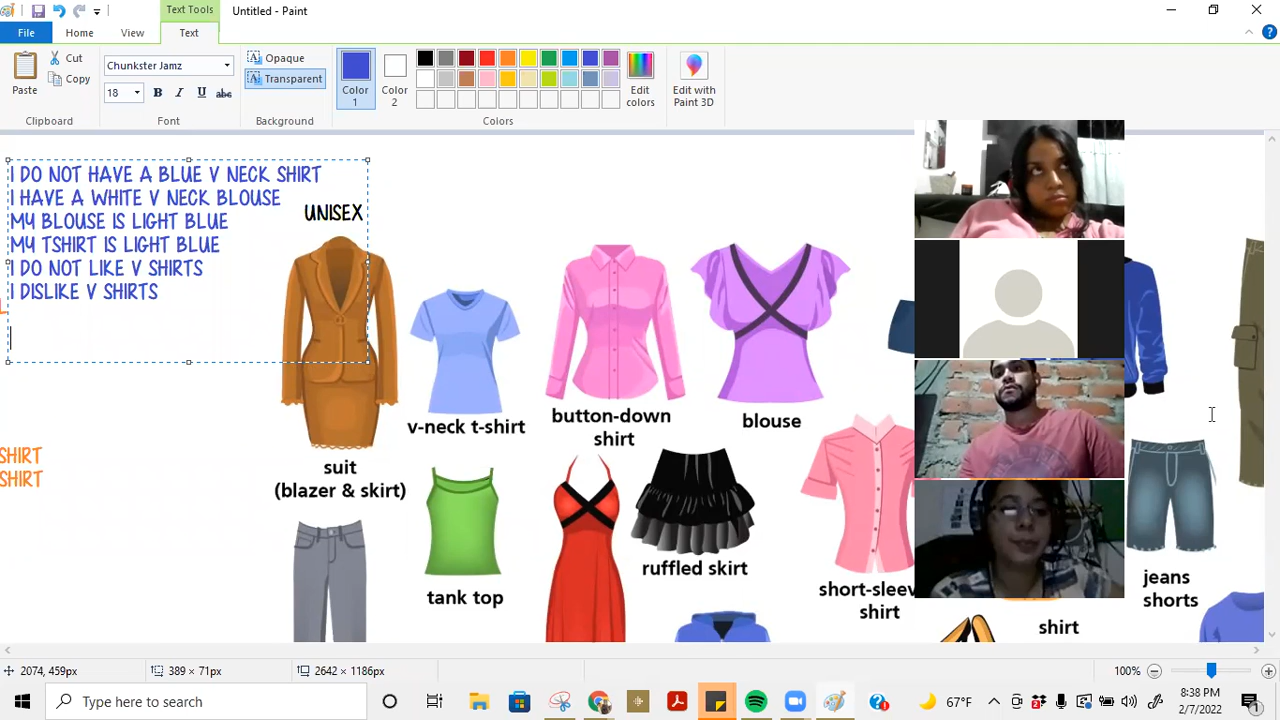 Text Tools
Untitled - Paint
File
Home
View
Text
Paste
Cut
Copy
Clipboard
Chunkster Jamz
18
B I U abc
Font
Opaque
Transparent
Background
Color 1
Color 2
Edit colors
Edit with Paint 3D
Colors
I DO NOT HAVE A BLUE V NECK SHIRT
I HAVE A WHITE V NECK BLOUSE
MY BLOUSE IS LIGHT BLUE
MY TSHIRT IS LIGHT BLUE
I DO NOT LIKE V SHIRTS
I DISLIKE V SHIRTS
UNISEX
SHIRT
SHIRT
suit
(blazer & skirt)
v-neck t-shirt
button-down
shirt
blouse
tank top
ruffled skirt
short-sleev
shirt
shirt
jeans
shorts
2074, 459px
389 × 71px
2642 × 1186px
100%
Type here to search
67°F
8:38 PM
2/7/2022
1